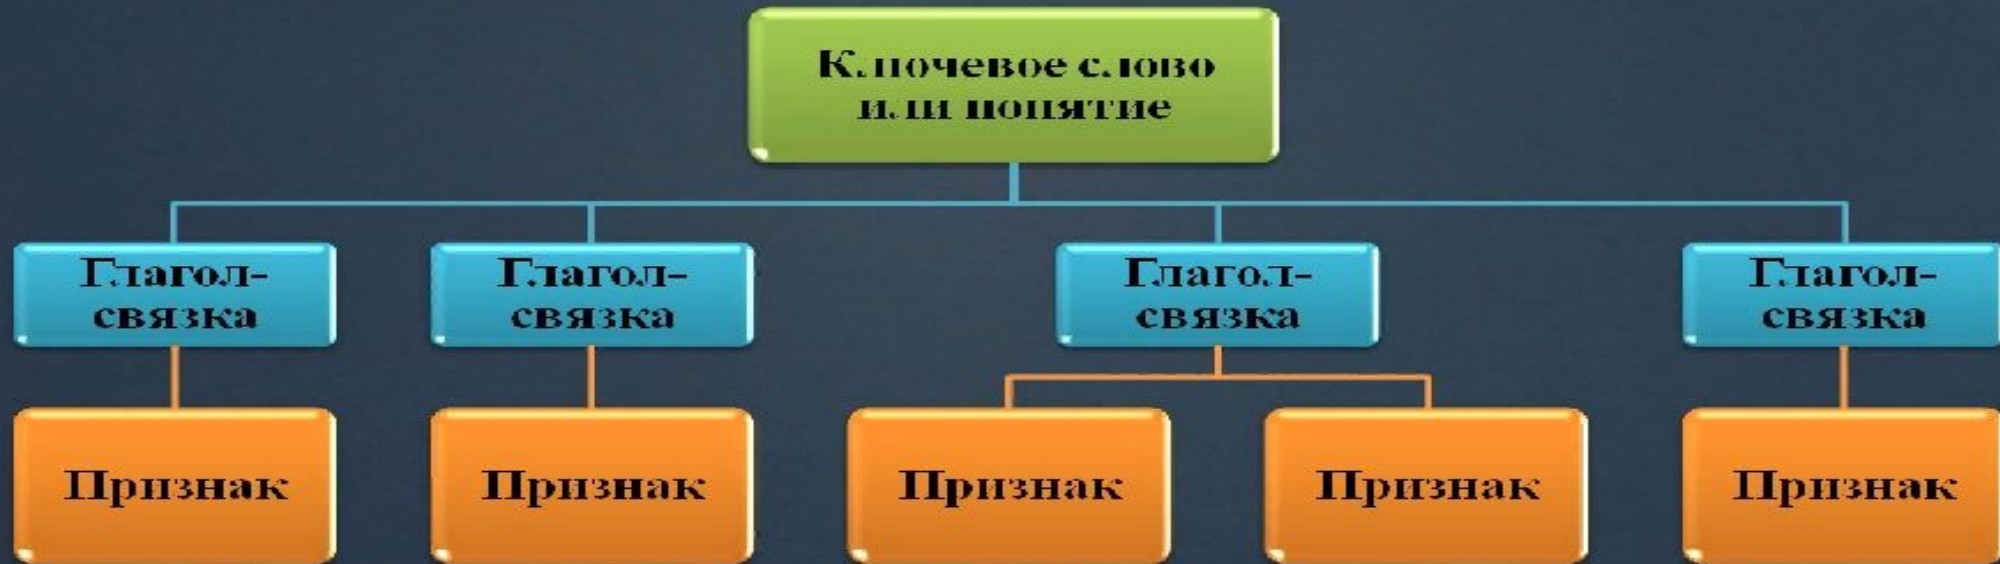 Ключевое слово
или понятие
Глагол-
связка
Глагол-
связка
Глагол-
связка
Глагол-
связка
Признак
Признак
Признак
Признак
Признак